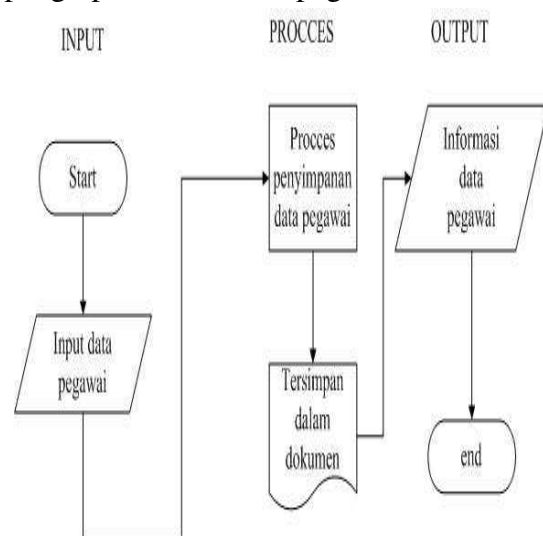 INPUT
PROCCES
OUTPUT
Start
Input data
pegawai
Procces
penyimpanan
data pegawai
Tersimpan
dalam
dokumen
Informasi
data
pegawai
end